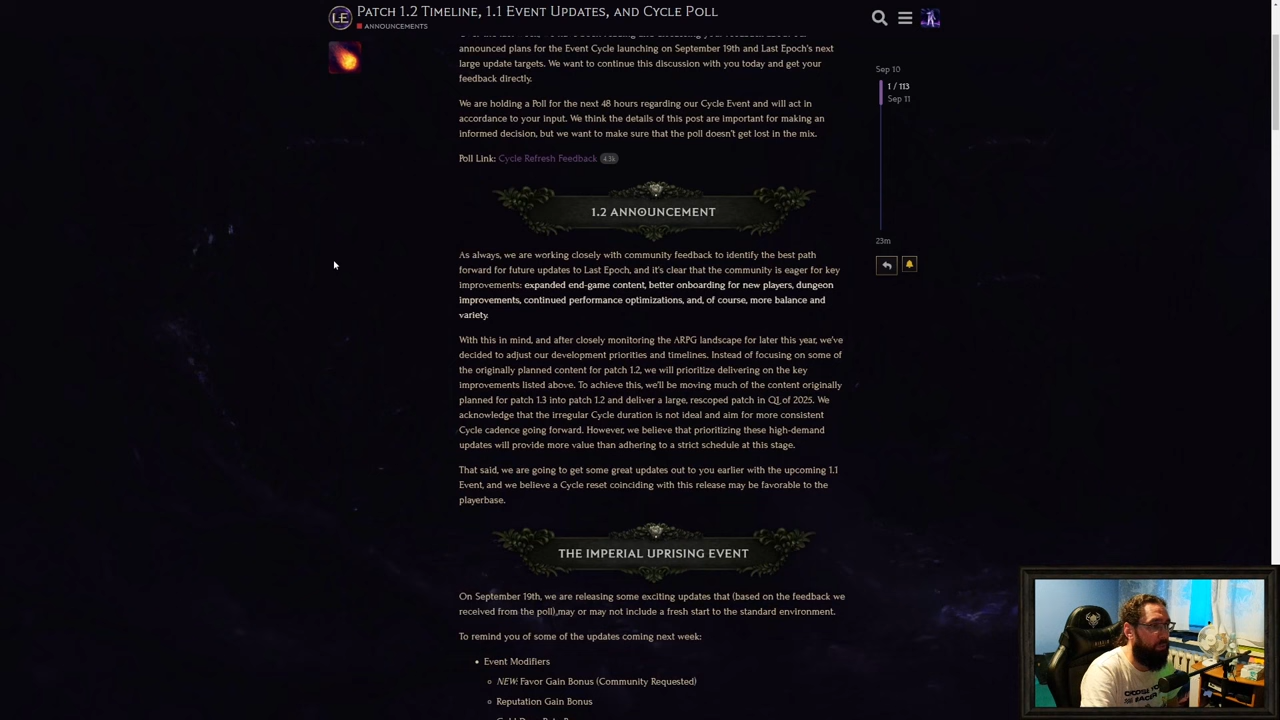 PATCH 1.2 TIMELINE, 1.1 EVENT UPDATES, AND CYCLE POLL
LE
ANNOUNCEMENTS
announced plans for the Event Cycle launching on September 19th and Last Epoch's next
large update targets. We want to continue this discussion with you today and get your
feedback directly.
We are holding a Poll for the next 48 hours regarding our Cycle Event and will act in
accordance to your input. We think the details of this post are important for making an
informed decision, but we want to make sure that the poll doesn't get lost in the mix.
Poll Link: Cycle Refresh Feedback 4.3k
1.2 ANNOUNCEMENT
As always, we are working closely with community feedback to identify the best path
forward for future updates to Last Epoch, and it's clear that the community is eager for key
improvements: expanded end-game content, better onboarding for new players, dungeon
improvements, continued performance optimizations, and, of course, more balance and
variety.
With this in mind, and after closely monitoring the ARPG landscape for later this year, we've
decided to adjust our development priorities and timelines. Instead of focusing on some of
the originally planned content for patch 1.2, we will prioritize delivering on the key
improvements listed above. To achieve this, we'll be moving much of the content originally
planned for patch 1.3 into patch 1.2 and deliver a large, rescoped patch in Q1 of 2025. We
acknowledge that the irregular Cycle duration is not ideal and aim for more consistent
Cycle cadence going forward. However, we believe that prioritizing these high-demand
updates will provide more value than adhering to a strict schedule at this stage.
That said, we are going to get some great updates out to you earlier with the upcoming 1.1
Event, and we believe a Cycle reset coinciding with this release may be favorable to the
playerbase.
THE IMPERIAL UPRISING EVENT
On September 19th, we are releasing some exciting updates that (based on the feedback we
received from the poll),may or may not include a fresh start to the standard environment.
To remind you of some of the updates coming next week:
• Event Modifiers
◦ NEW: Favor Gain Bonus (Community Requested)
◦ Reputation Gain Bonus
Sep 10
1 / 113
Sep 11
23m